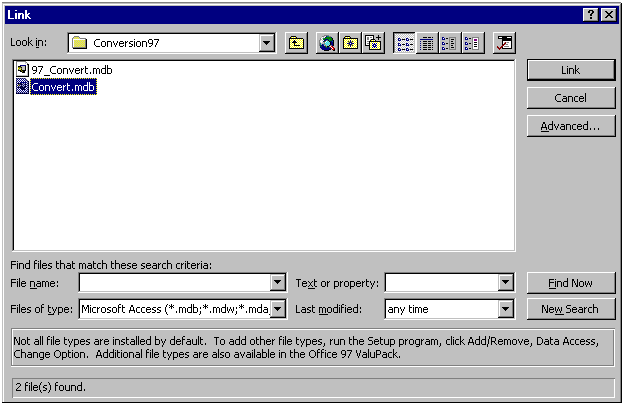 Link
Look in: Conversion97
97_Convert.mdb
Convert.mdb
Link
Cancel
Advanced...
Find files that match these search criteria:
File name: Text or property: Find Now
Files of type: Microsoft Access (*.mdb;*.mdw;*.mda Last modified: any time New Search
Not all file types are installed by default. To add other file types, run the Setup program, click Add/Remove, Data Access,
Change Option. Additional file types are also available in the Office 97 ValuPack.
2 file(s) found.